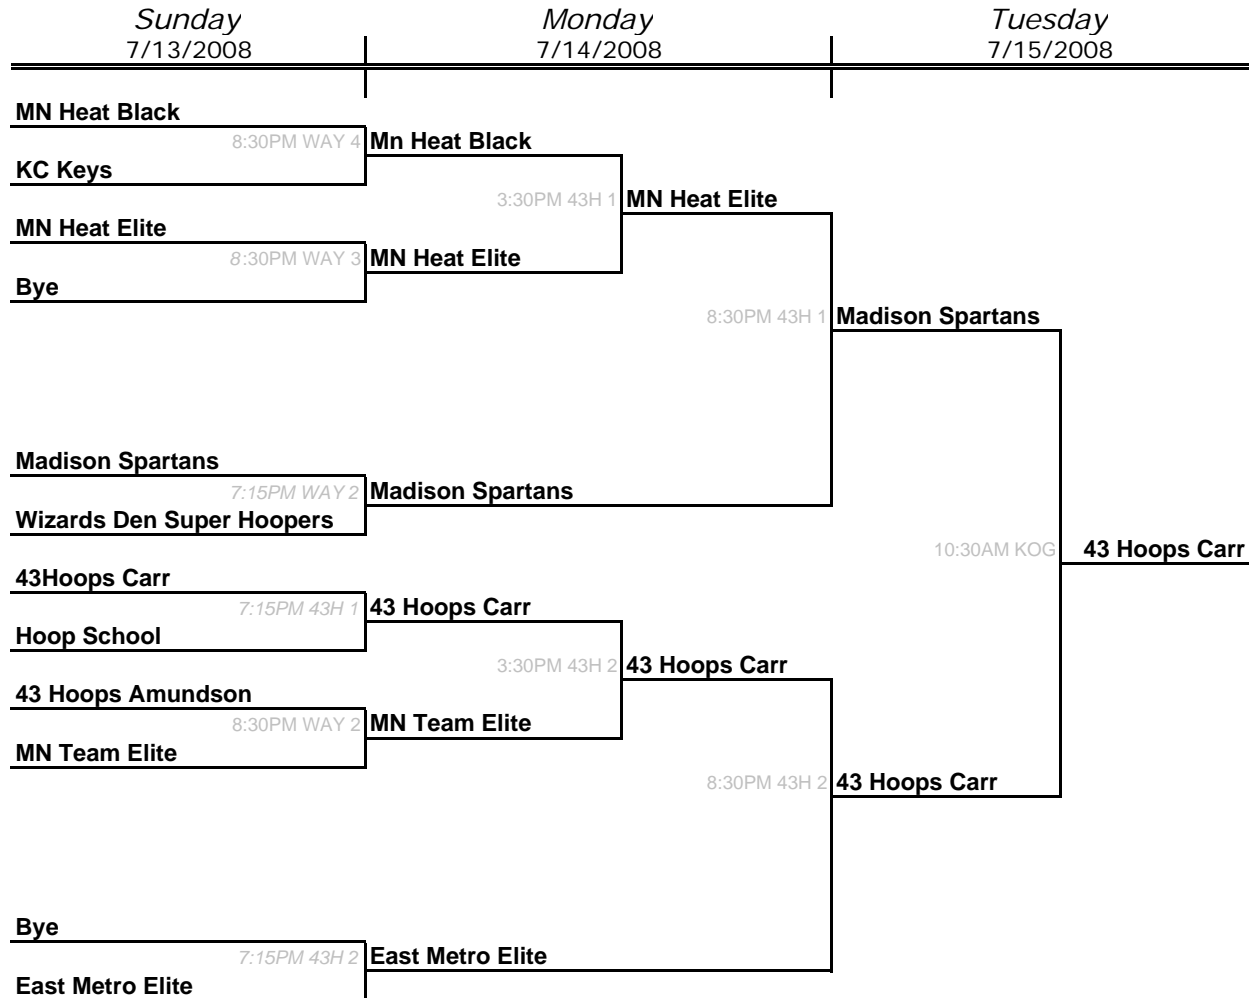 Sunday Monday Tuesday
7/13/2008 7/14/2008 7/15/2008
MN Heat Black
8:30PM WAY 4 Mn Heat Black
KC Keys
3:30PM 43H 1 MN Heat Elite
MN Heat Elite
8:30PM WAY 3 MN Heat Elite
Bye
8:30PM 43H 1 Madison Spartans
Madison Spartans
7:15PM WAY 2 Madison Spartans
Wizards Den Super Hoopers
10:30AM KOG 43 Hoops Carr
43Hoops Carr
7:15PM 43H 1 43 Hoops Carr
Hoop School
3:30PM 43H 2 43 Hoops Carr
43 Hoops Amundson
8:30PM WAY 2 MN Team Elite
MN Team Elite
8:30PM 43H 2 43 Hoops Carr
Bye
7:15PM 43H 2 East Metro Elite
East Metro Elite